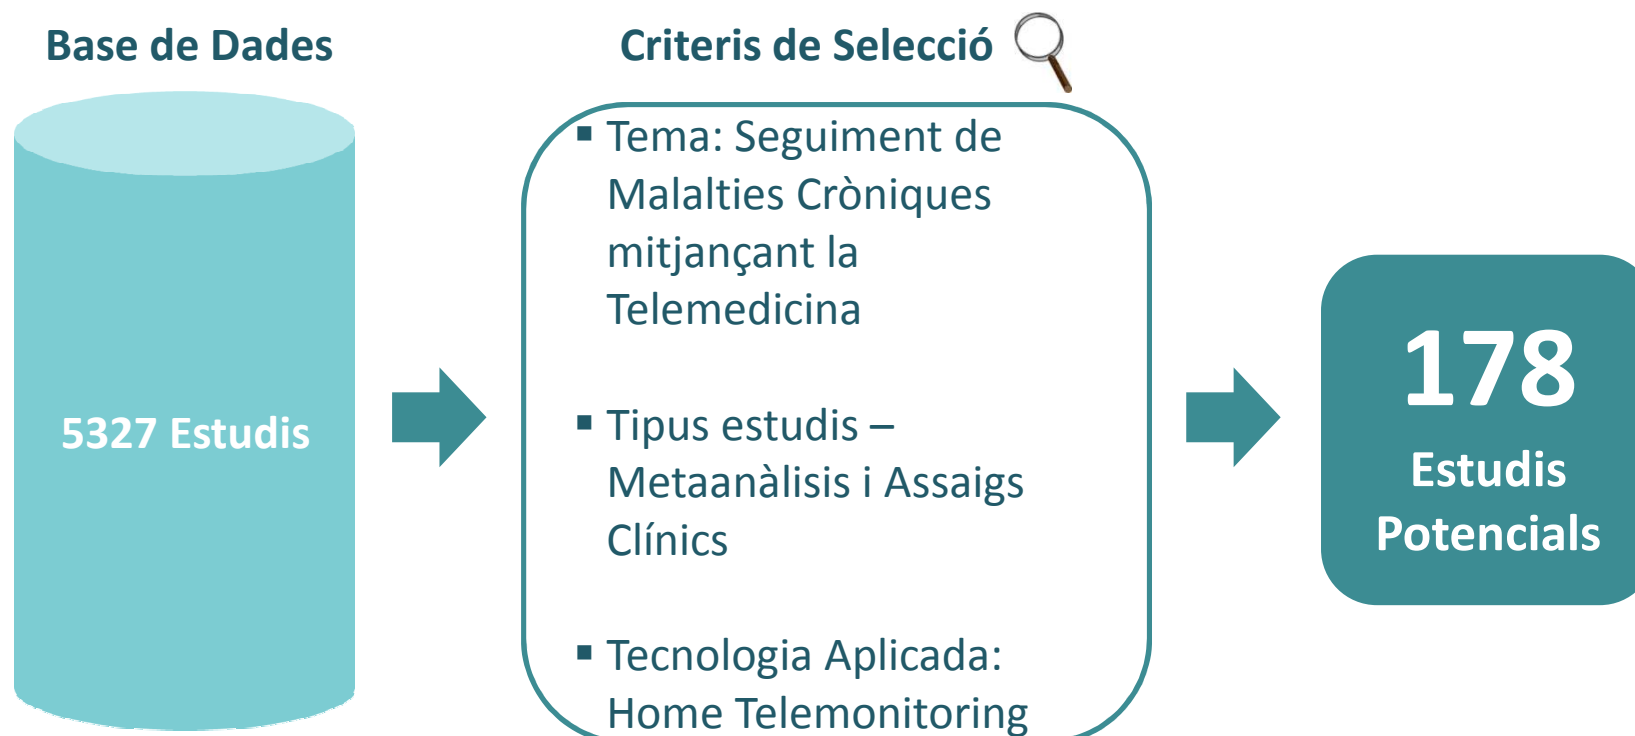 Base de Dades
5327 Estudis
Criteris de Selecció
▪ Tema: Seguiment de
Malalties Cròniques
mitjançant la
Telemedicina
▪ Tipus estudis –
Metaanàlisis i Assaigs
Clínics
▪ Tecnologia Aplicada:
Home Telemonitoring
178
Estudis
Potencials